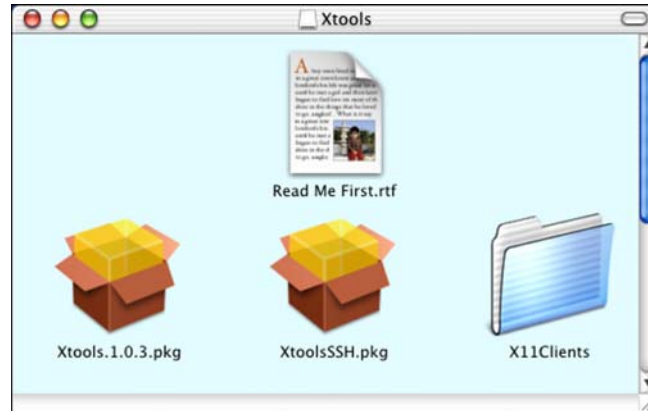 Xtools
Read Me First.rtf
Xtools.1.0.3.pkg
XtoolsSSH.pkg
X11Clients